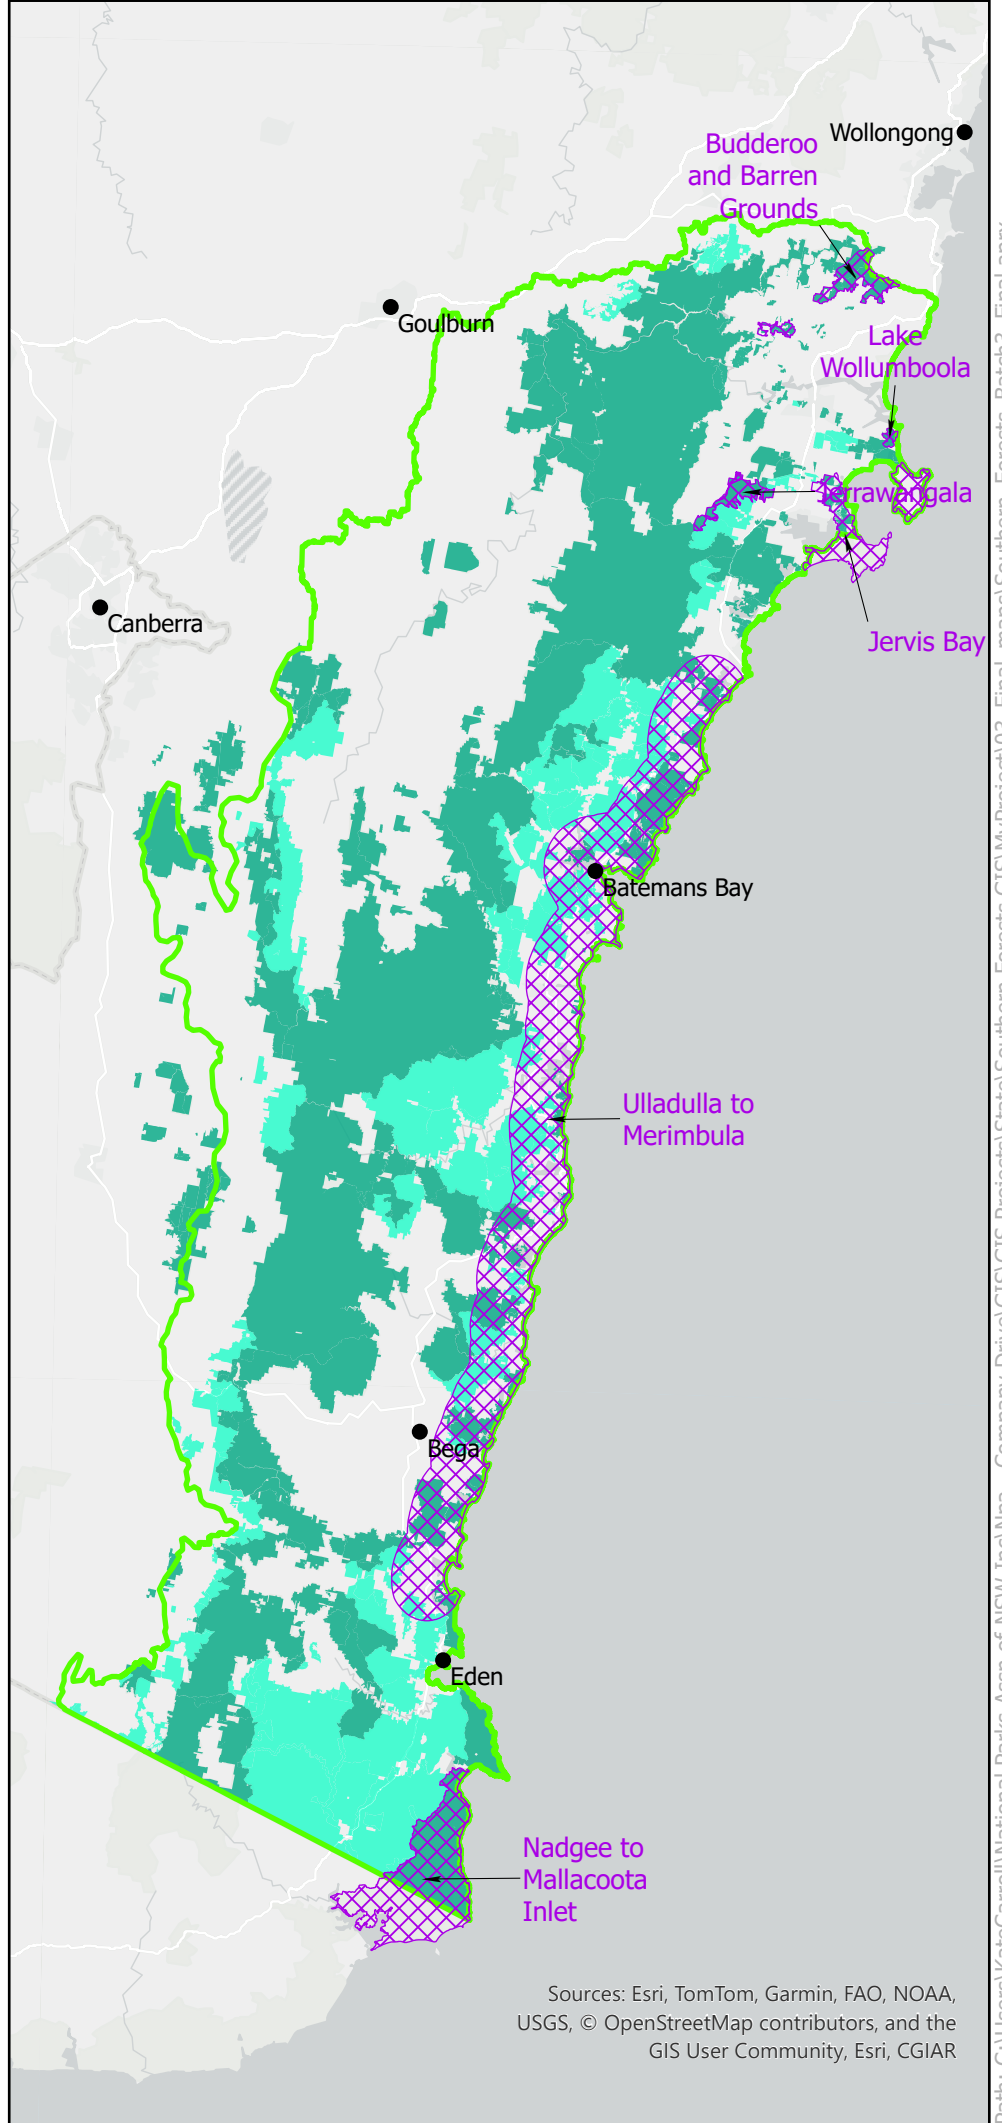 Wollongong
Budderoo
and Barren
Grounds
Goulburn
Lake
Wollumboola
Jerrawangala
Canberra
Jervis Bay
Batemans Bay
Ulladulla to
Merimbula
Bega
Eden
Nadgee to
Mallacoota
Inlet
Sources: Esri, TomTom, Garmin, FAO, NOAA,
USGS, © OpenStreetMap contributors, and the
GIS User Community, Esri, CGIAR